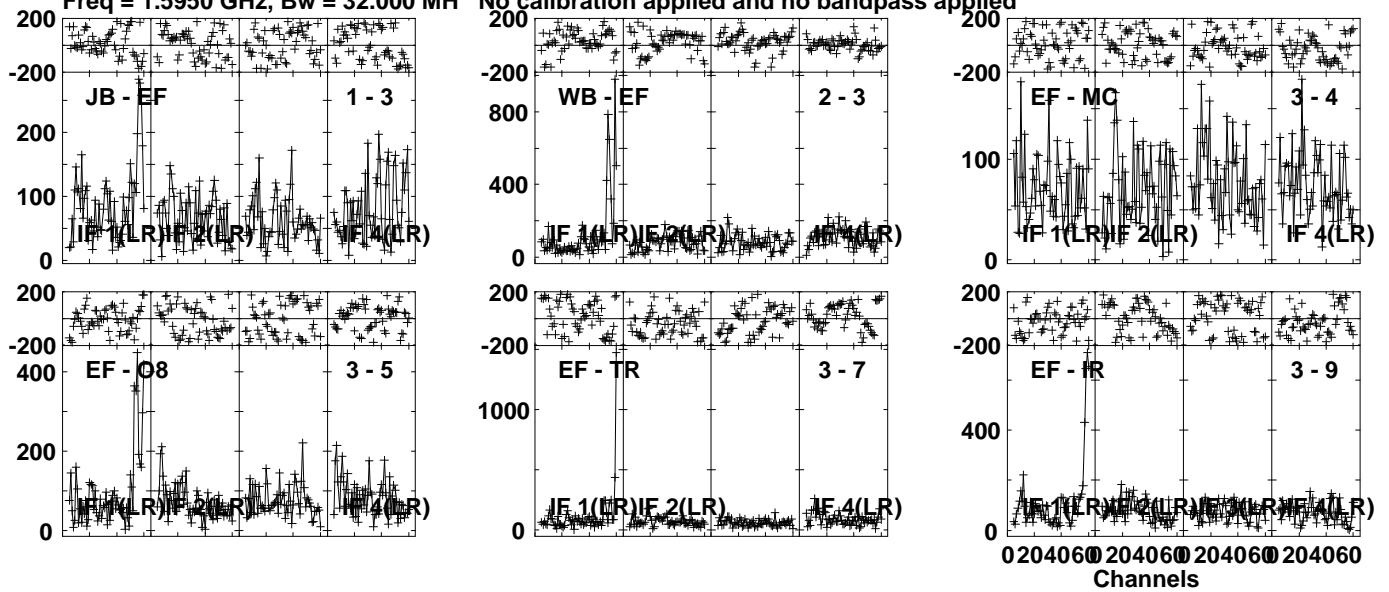 Freq = 1.5950 GHz, Bw = 32.000 MH No calibration applied and no bandpass applied
200 200 200
-200 -200 -200
JB - EF 1 - 3 WB - EF 2 - 3 EF - MC 3 - 4
200 800
100 400 100
IF 1(LR) IF 2(LR) IF 4(LR) IF 1(LR) IF 2(LR) IF 4(LR) IF 1(LR) IF 2(LR) IF 4(LR)
0 0 0
200 200 200
-200 -200 -200
EF - O8 3 - 5 EF - TR 3 - 7 EF - IR 3 - 9
400 1000 400
200
IF 1(LR) IF 2(LR) IF 4(LR) IF 1(LR) IF 2(LR) IF 4(LR) IF 1(LR) IF 2(LR) IF 3(LR) IF 4(LR)
0 0 0
0 20 40 60 0 20 40 60 0 20 40 60 0 20 40 60
Channels